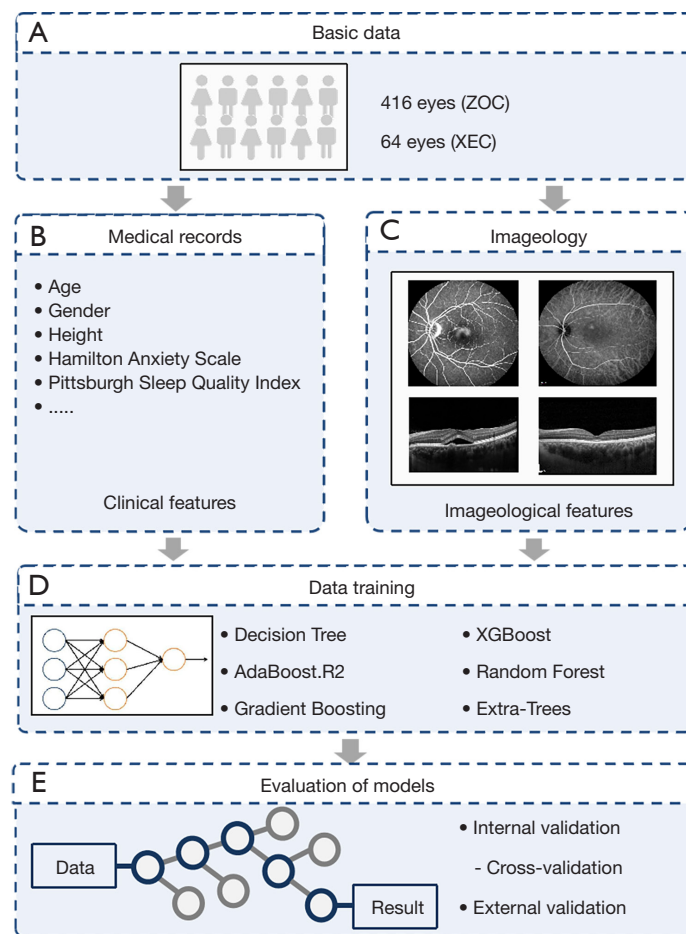 A
Basic data
416 eyes (ZOC)
64 eyes (XEC)
B
Medical records
• Age
• Gender
• Height
• Hamilton Anxiety Scale
• Pittsburgh Sleep Quality Index
• .....
Clinical features
C
Imageology
Imageological features
D
Data training
• Decision Tree
• AdaBoost.R2
• Gradient Boosting
• XGBoost
• Random Forest
• Extra-Trees
E
Evaluation of models
Data
Result
• Internal validation
- Cross-validation
• External validation